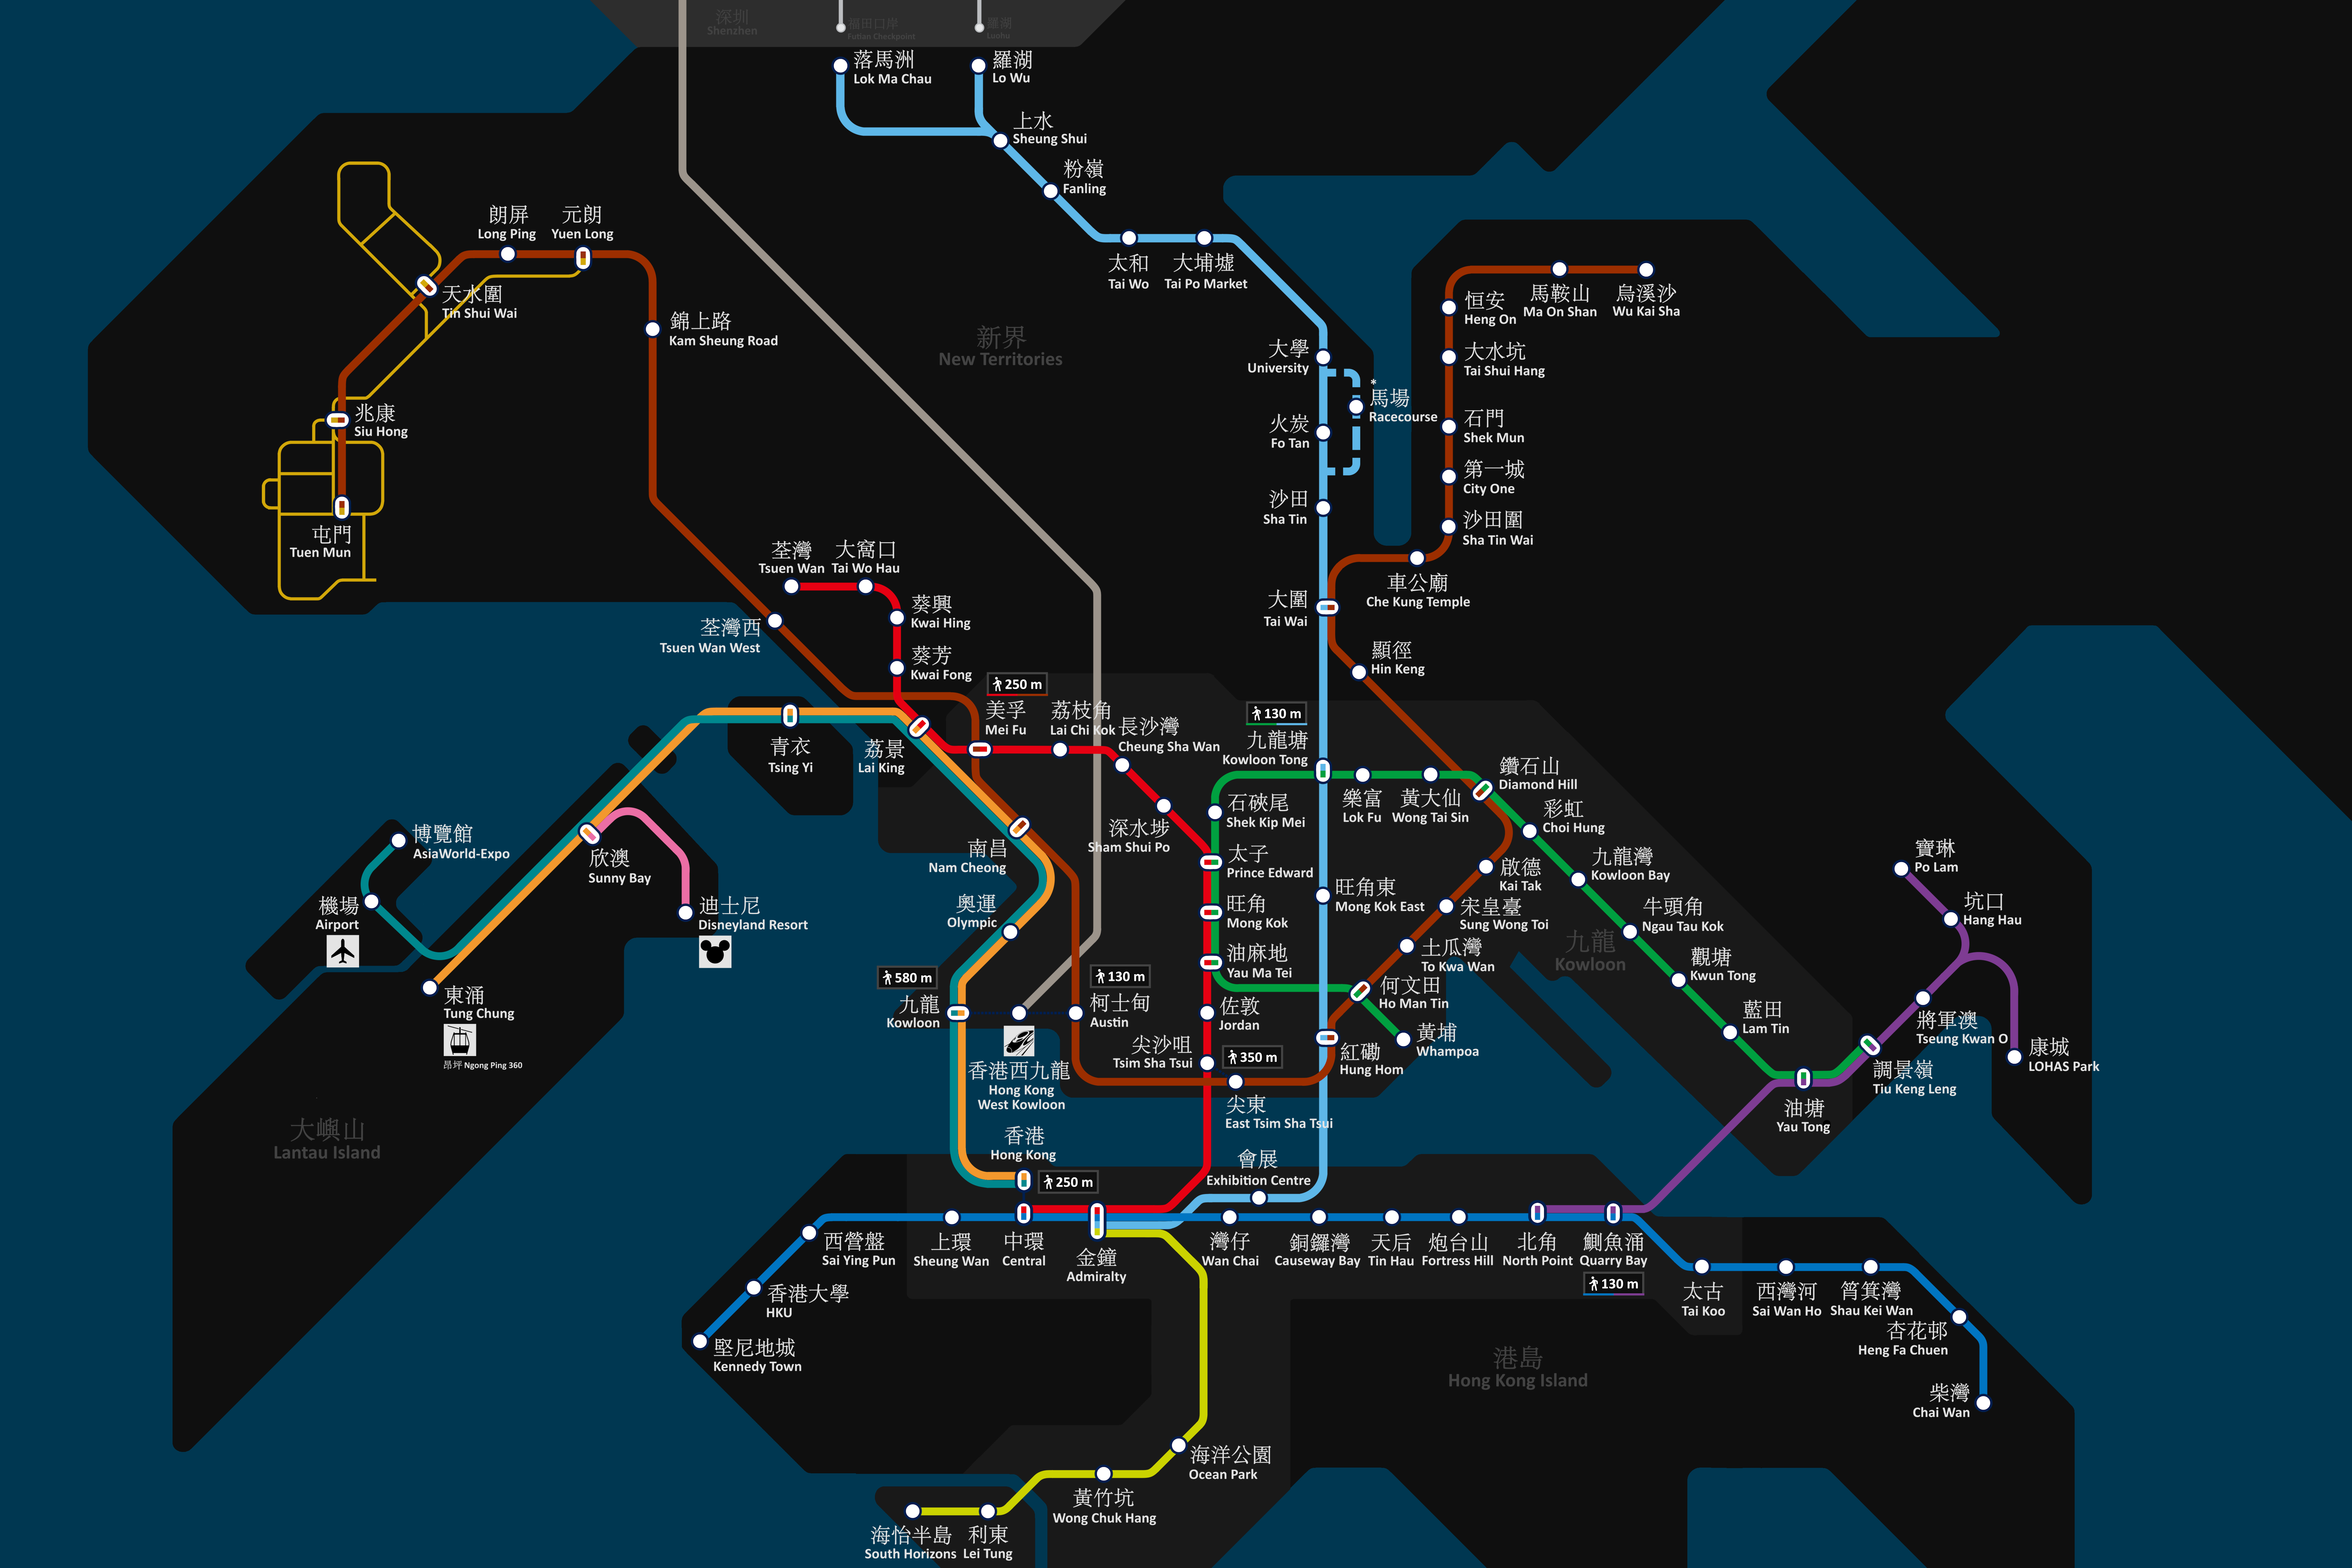 深圳
Shenzhen
福田口岸
Futian Checkpoint
羅湖
Luohu
落馬洲
Lok Ma Chau
羅湖
Lo Wu
上水
Sheung Shui
粉嶺
Fanling
太和
Tai Wo
大埔墟
Tai Po Market
朗屏
Long Ping
元朗
Yuen Long
天水圍
Tin Shui Wai
錦上路
Kam Sheung Road
兆康
Siu Hong
屯門
Tuen Mun
新界
New Territories
大學
University
*
馬場
Racecourse
火炭
Fo Tan
沙田
Sha Tin
大圍
Tai Wai
恒安
Heng On
馬鞍山
Ma On Shan
烏溪沙
Wu Kai Sha
大水坑
Tai Shui Hang
石門
Shek Mun
第一城
City One
沙田圍
Sha Tin Wai
車公廟
Che Kung Temple
顯徑
Hin Keng
荃灣
Tsuen Wan
大窩口
Tai Wo Hau
葵興
Kwai Hing
葵芳
Kwai Fong
荃灣西
Tsuen Wan West
250 m
美孚
Mei Fu
荔枝角
Lai Chi Kok
長沙灣
Cheung Sha Wan
130 m
九龍塘
Kowloon Tong
青衣
Tsing Yi
荔景
Lai King
深水埗
Sham Shui Po
石硤尾
Shek Kip Mei
樂富
Lok Fu
黃大仙
Wong Tai Sin
鑽石山
Diamond Hill
彩虹
Choi Hung
九龍灣
Kowloon Bay
牛頭角
Ngau Tau Kok
觀塘
Kwun Tong
藍田
Lam Tin
九龍
Kowloon
博覽館
AsiaWorld-Expo
機場
Airport
欣澳
Sunny Bay
迪士尼
Disneyland Resort
東涌
Tung Chung
昂坪 Ngong Ping 360
大嶼山
Lantau Island
南昌
Nam Cheong
奧運
Olympic
580 m
九龍
Kowloon
130 m
柯士甸
Austin
香港西九龍
Hong Kong
West Kowloon
太子
Prince Edward
旺角
Mong Kok
油麻地
Yau Ma Tei
佐敦
Jordan
尖沙咀
Tsim Sha Tsui
350 m
尖東
East Tsim Sha Tsui
旺角東
Mong Kok East
啟德
Kai Tak
宋皇臺
Sung Wong Toi
土瓜灣
To Kwa Wan
何文田
Ho Man Tin
黃埔
Whampoa
紅磡
Hung Hom
寶琳
Po Lam
坑口
Hang Hau
將軍澳
Tseung Kwan O
康城
LOHAS Park
調景嶺
Tiu Keng Leng
油塘
Yau Tong
香港
Hong Kong
250 m
會展
Exhibition Centre
西營盤
Sai Ying Pun
香港大學
HKU
堅尼地城
Kennedy Town
上環
Sheung Wan
中環
Central
金鐘
Admiralty
灣仔
Wan Chai
銅鑼灣
Causeway Bay
天后
Tin Hau
炮台山
Fortress Hill
北角
North Point
鰂魚涌
Quarry Bay
130 m
太古
Tai Koo
西灣河
Sai Wan Ho
筲箕灣
Shau Kei Wan
杏花邨
Heng Fa Chuen
柴灣
Chai Wan
港島
Hong Kong Island
海洋公園
Ocean Park
黃竹坑
Wong Chuk Hang
利東
Lei Tung
海怡半島
South Horizons